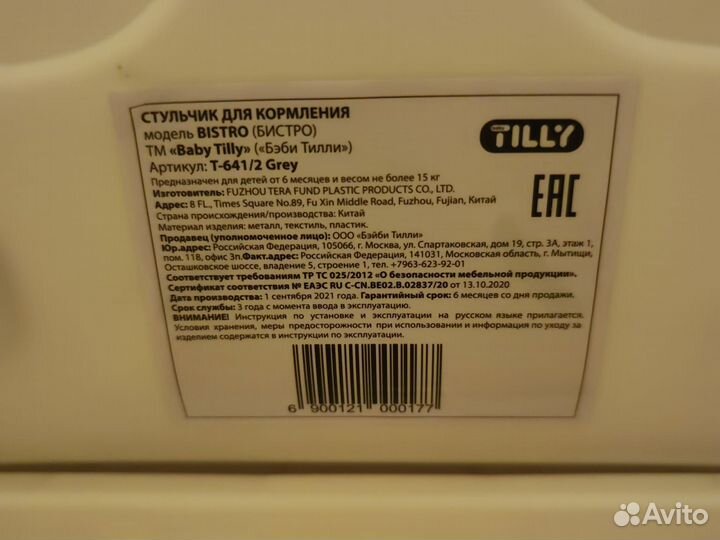 СТУЛЬЧИК ДЛЯ КОРМЛЕНИЯ
модель BISTRO (БИСТРО)
ТМ «Baby Tilly» («Бэби Тилли»)
Артикул: T-641/2 Grey
baby
TILLY
EAC
Предназначен для детей от 6 месяцев и весом не более 15 кг
Изготовитель: FUZHOU TERA FUND PLASTIC PRODUCTS CO., LTD.
Адрес: 8 FL., Times Square No.89, Fu Xin Middle Road, Fuzhou, Fujian, Китай
Страна происхождения/производства: Китай
Материал изделия: металл, текстиль, пластик.
Продавец (уполномоченное лицо): ООО «Бэйби Тилли»
Юр.адрес: Российская Федерация, 105066, г. Москва, ул. Спартаковская, дом 19, стр. 3А, этаж 1,
пом. 118, офис 3п.Факт.адрес: Российская Федерация, 141031, Московская область, г. Мытищи,
Осташковское шоссе, владение 5, строение 1, тел. +7963-623-92-01
Соответствует требованиям ТР ТС 025/2012 «О безопасности мебельной продукции».
Сертификат соответствия № ЕАЭС RU C-CN.BE02.B.02837/20 от 13.10.2020
Дата производства: 1 сентября 2021 год. Гарантийный срок: 6 месяцев со дня продажи.
Срок службы: 3 года с момента ввода в эксплуатацию.
ВНИМАНИЕ! Инструкция по установке и эксплуатации на русском языке прилагается.
Условия хранения, меры предосторожности при использовании и информация по уходу за
изделием содержатся в инструкции по эксплуатации.
6 900121 000177
Avito